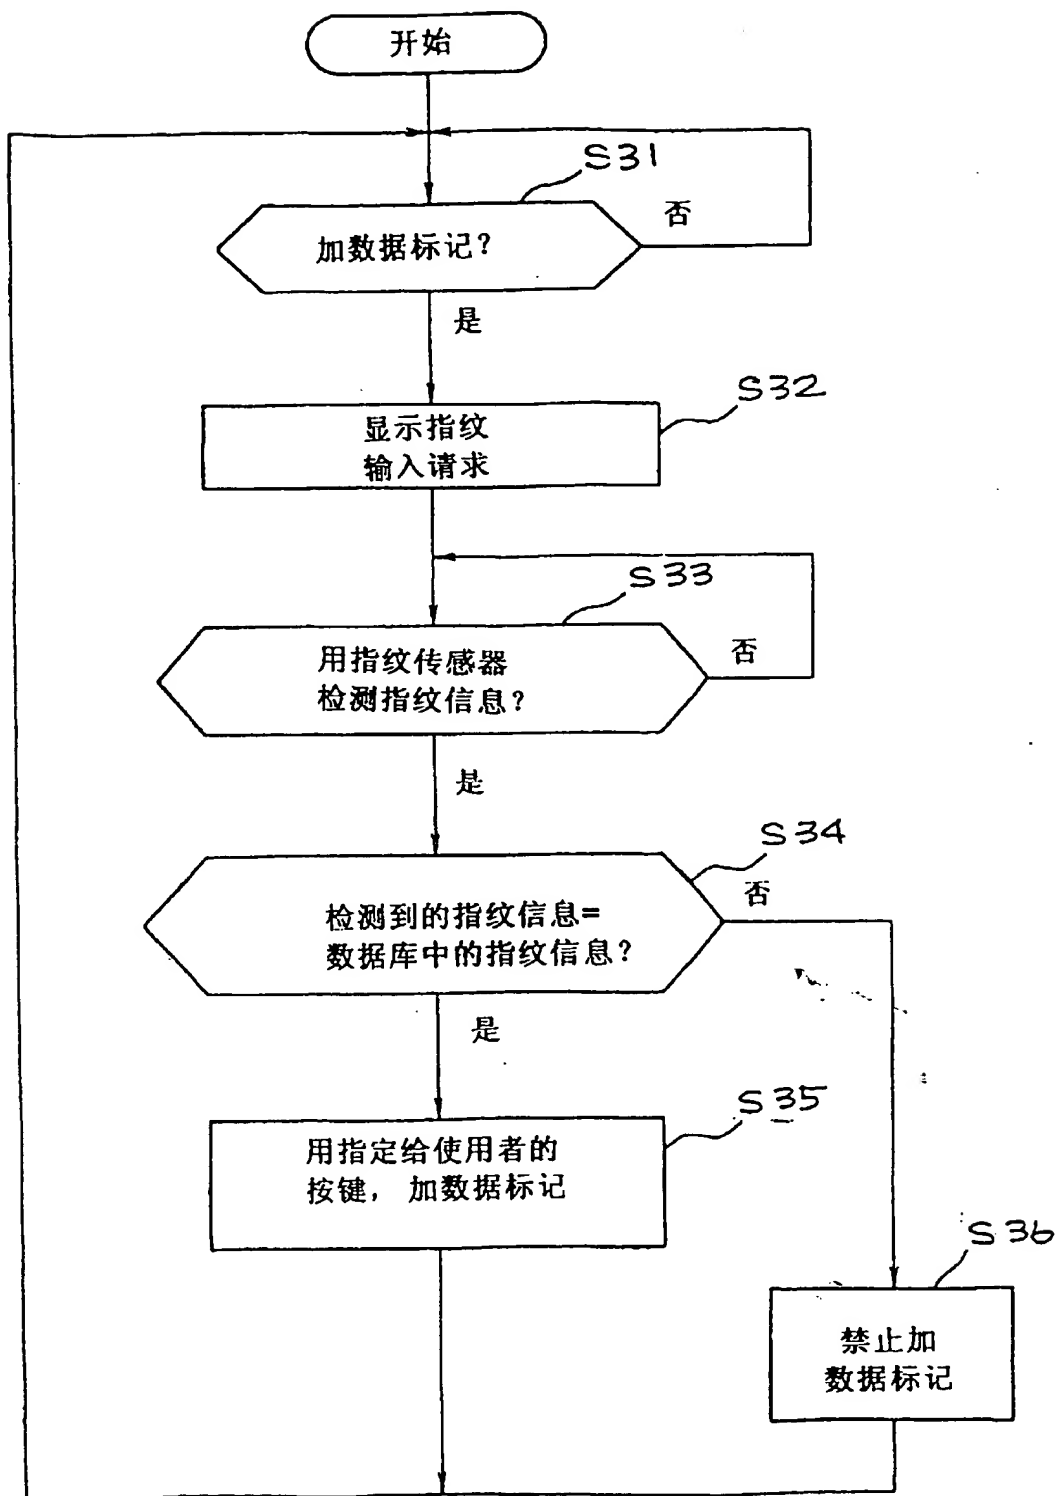 开始
S31
否
加数据标记？
是
S32
显示指纹
输入请求
S33
否
用指纹传感器
检测指纹信息？
是
S34
否
检测到的指纹信息=
数据库中的指纹信息？
是
S35
用指定给使用者的
按键，加数据标记
S36
禁止加
数据标记